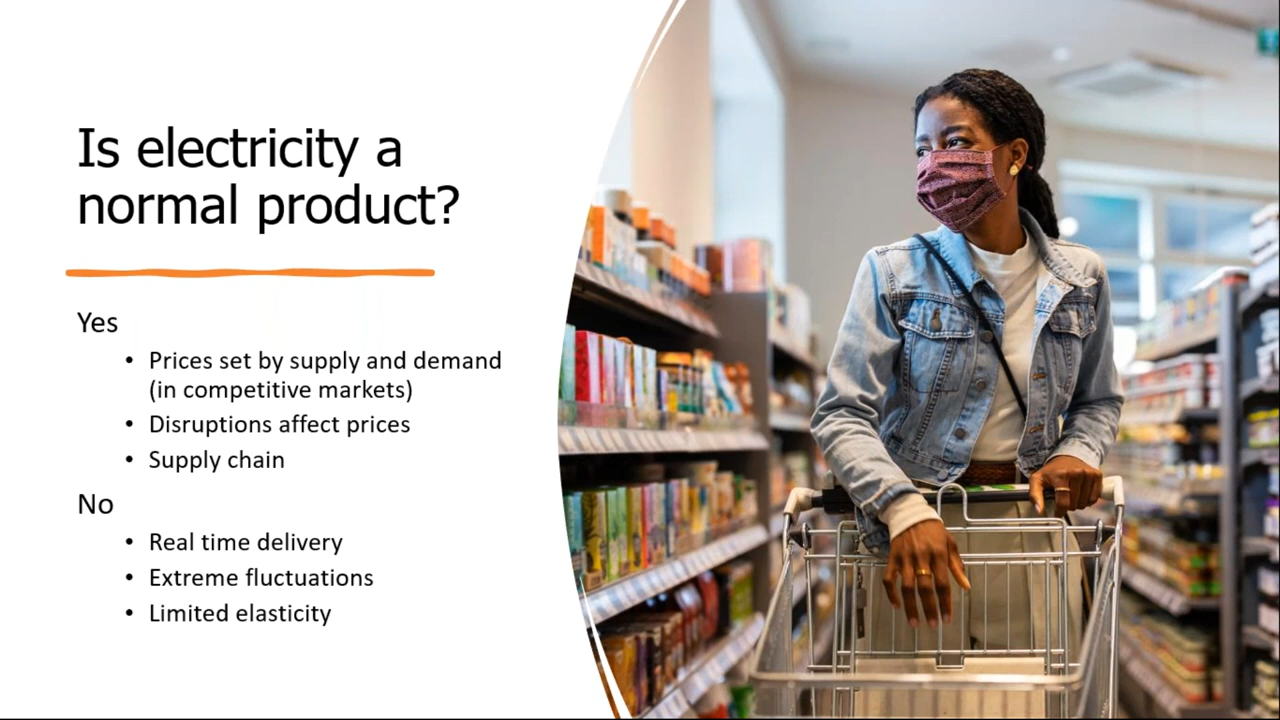 Is electricity a
normal product?
Yes
• Prices set by supply and demand
(in competitive markets)
• Disruptions affect prices
• Supply chain
No
• Real time delivery
• Extreme fluctuations
• Limited elasticity